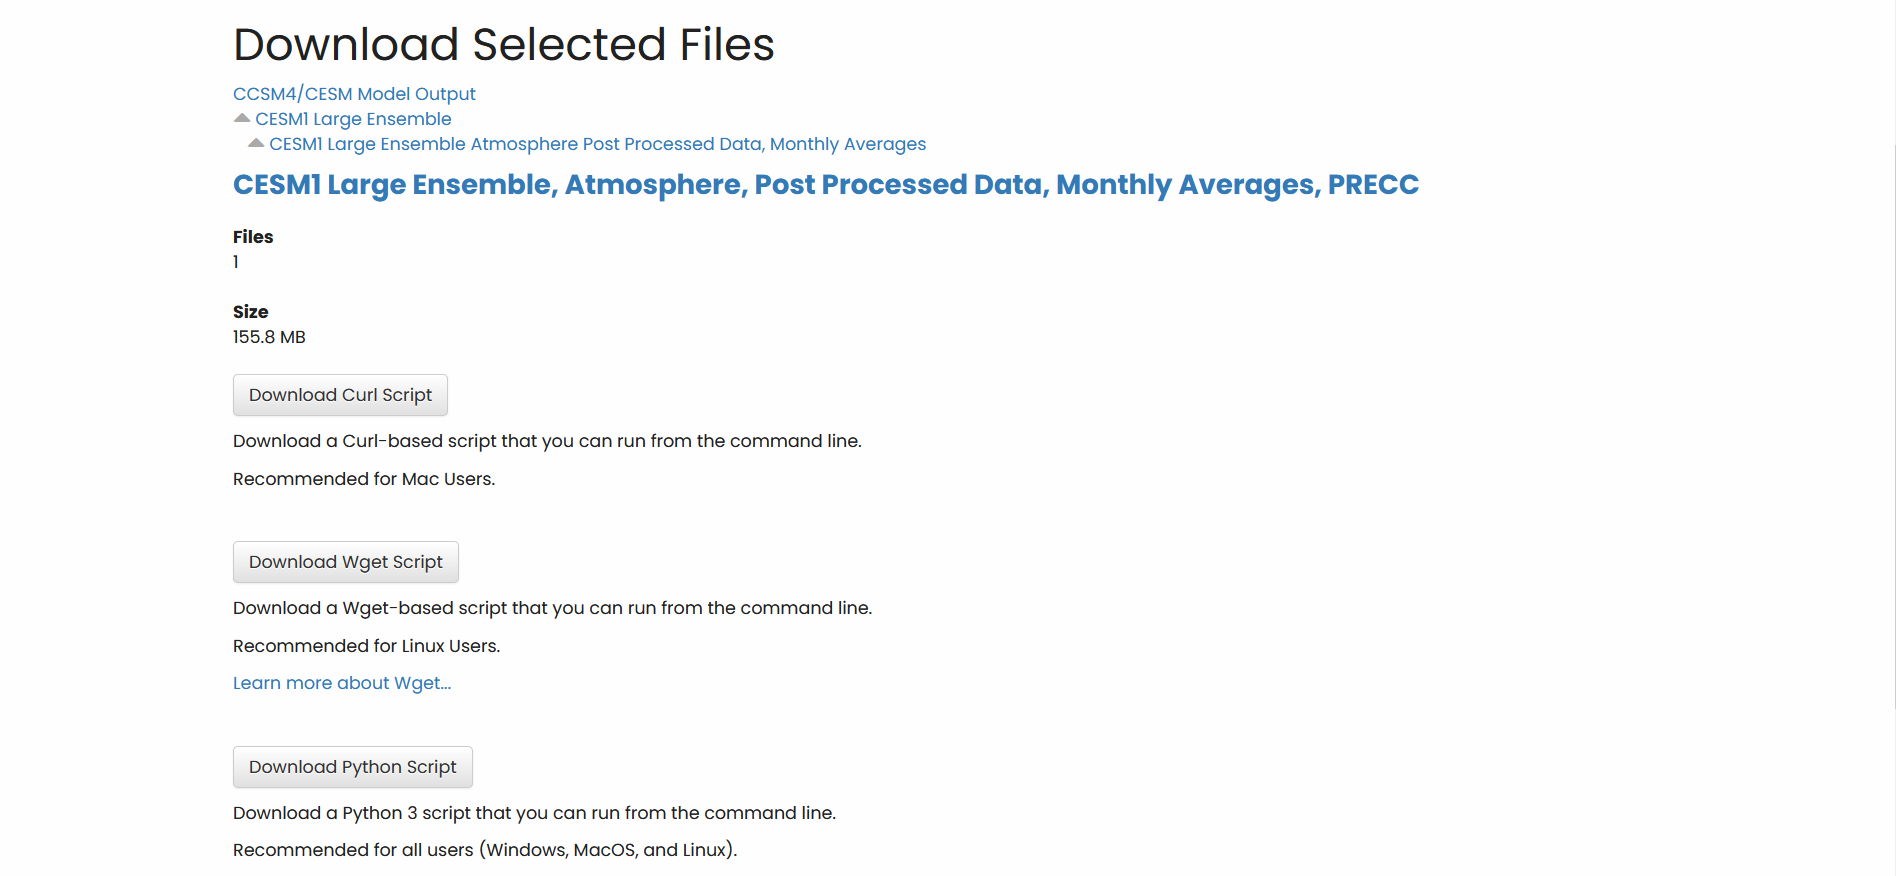 Download Selected Files
CCSM4/CESM Model Output
CESM1 Large Ensemble
CESM1 Large Ensemble Atmosphere Post Processed Data, Monthly Averages
CESM1 Large Ensemble, Atmosphere, Post Processed Data, Monthly Averages, PRECC
Files
1
Size
155.8 MB
Download Curl Script
Download a Curl-based script that you can run from the command line.
Recommended for Mac Users.
Download Wget Script
Download a Wget-based script that you can run from the command line.
Recommended for Linux Users.
Learn more about Wget...
Download Python Script
Download a Python 3 script that you can run from the command line.
Recommended for all users (Windows, MacOS, and Linux).